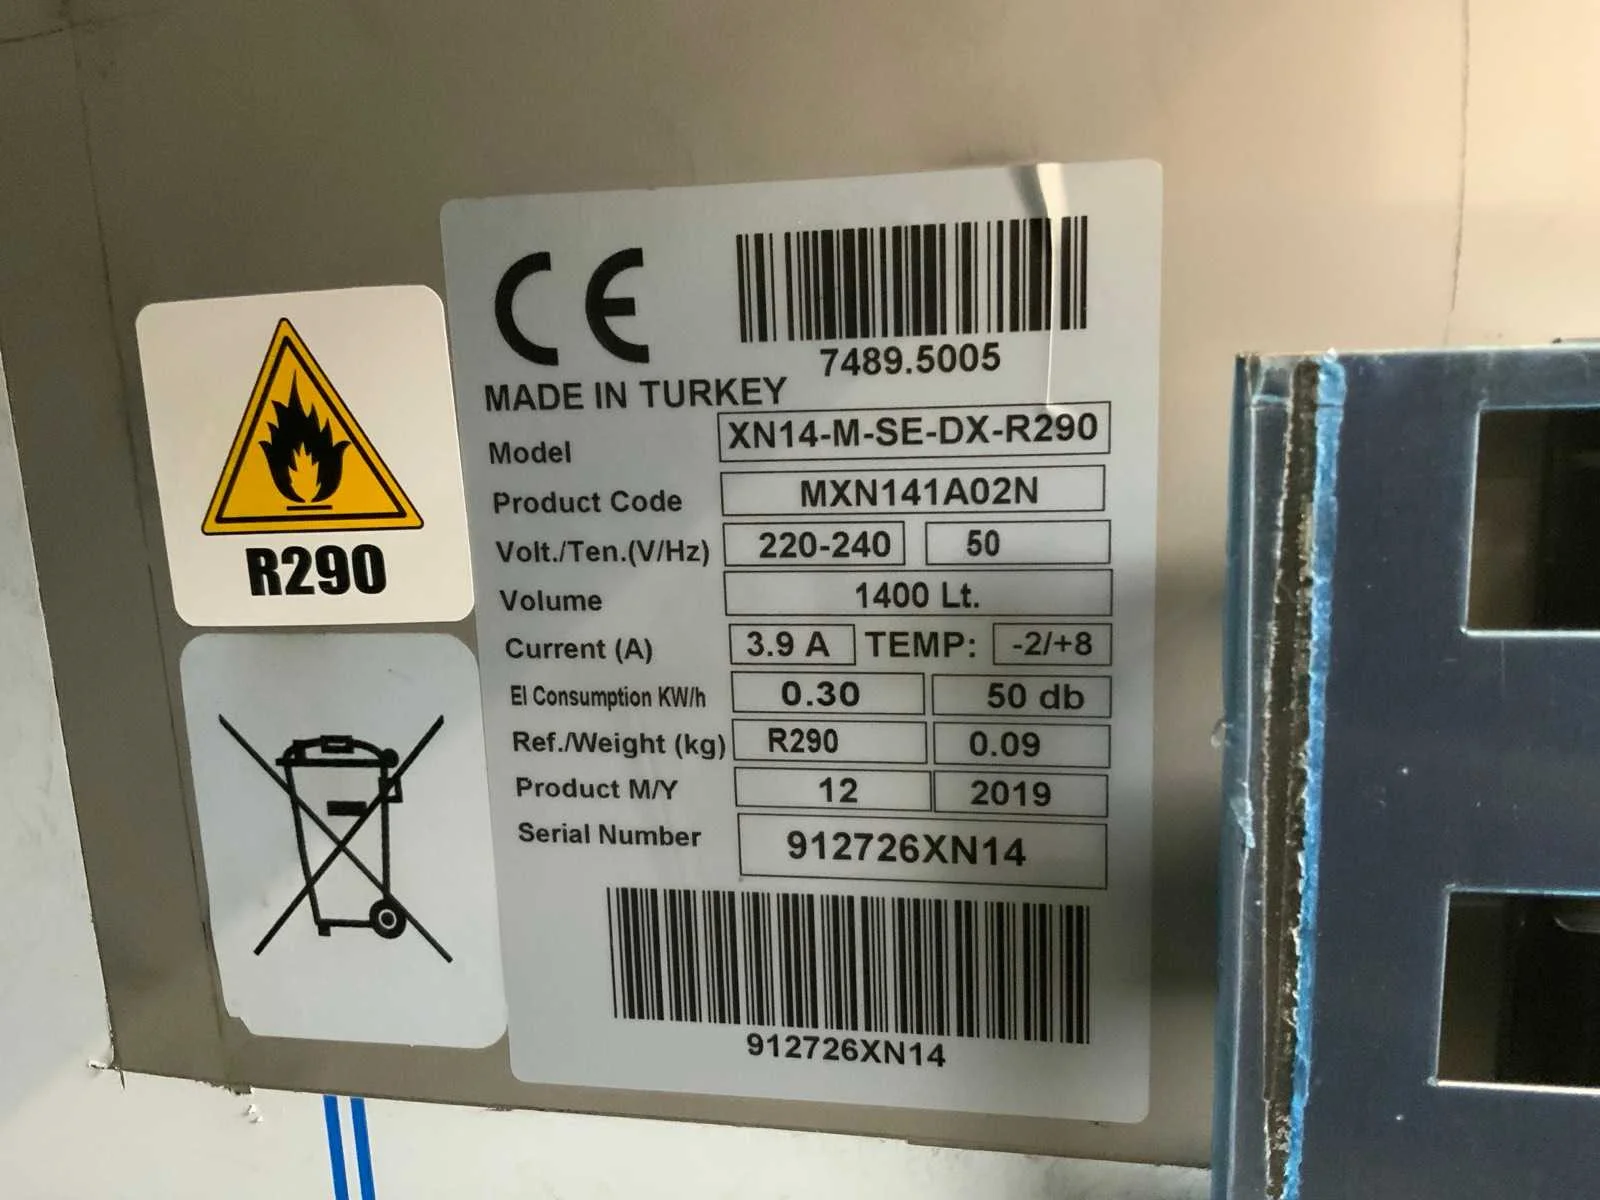 CE
7489.5005
MADE IN TURKEY
Model XN14-M-SE-DX-R290
Product Code MXN141A02N
Volt./Ten.(V/Hz) 220-240 50
Volume 1400 Lt.
Current (A) 3.9 A TEMP: -2/+8
El Consumption KW/h 0.30 50 db
Ref./Weight (kg) R290 0.09
Product M/Y 12 2019
Serial Number 912726XN14
912726XN14
R290